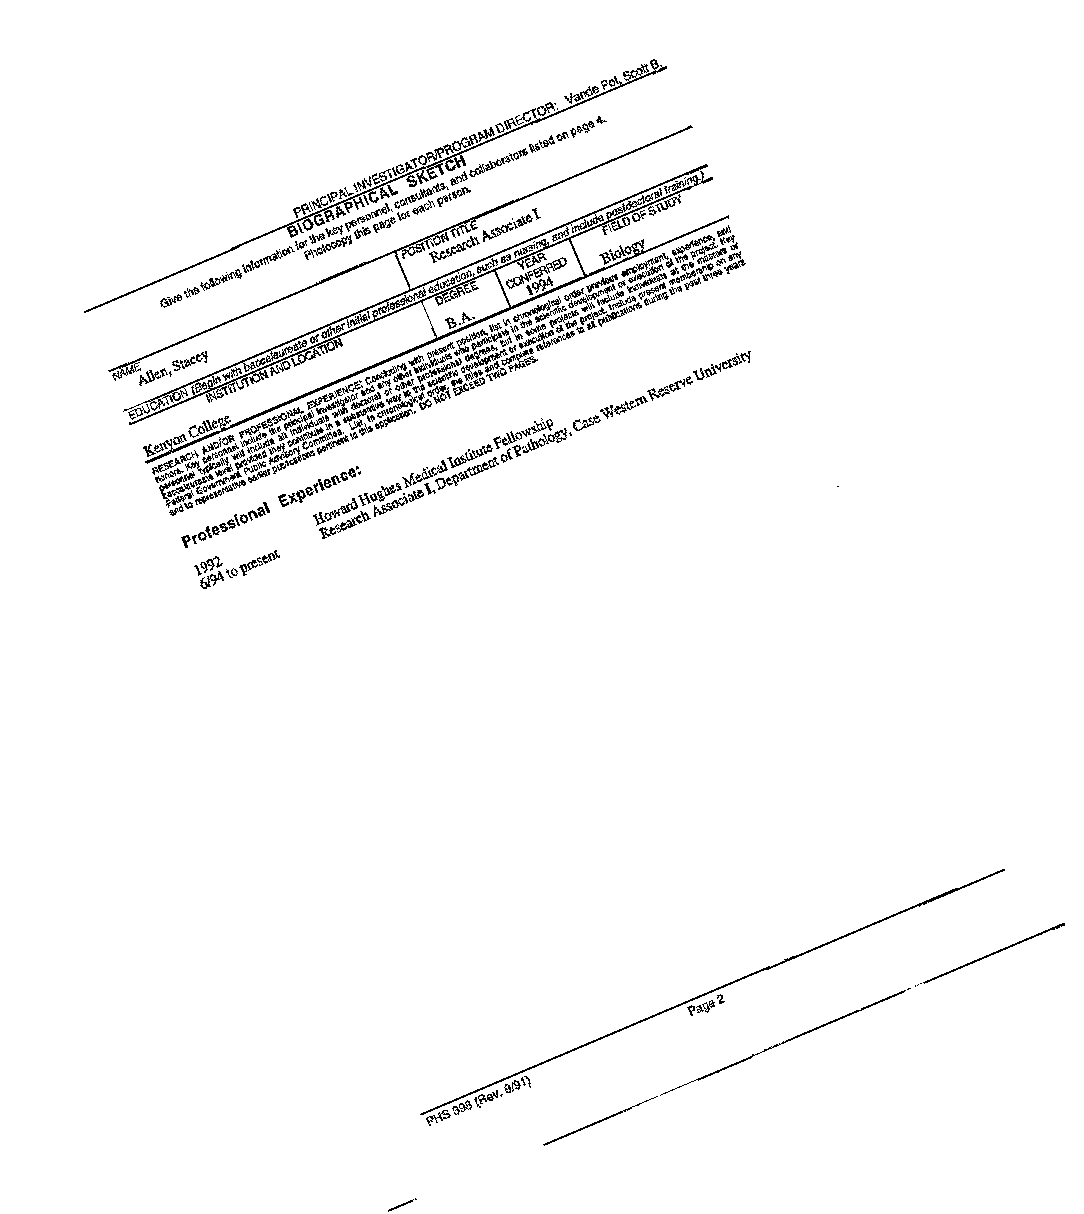 PRINCIPAL INVESTIGATOR/PROGRAM DIRECTOR: Vande Pol, Scott B.
BIOGRAPHICAL SKETCH
Give the following information for the key personnel, consultants, and collaborators listed on page 4.
Photocopy this page for each person.
NAME
Allen, Stacey
POSITION TITLE
Research Associate I
EDUCATION (Begin with baccalaureate or other initial professional education, such as nursing, and include postdoctoral training.)
INSTITUTION AND LOCATION
DEGREE
YEAR
CONFERRED
FIELD OF STUDY
Kenyon College
B.A.
1994
Biology
RESEARCH AND/OR PROFESSIONAL EXPERIENCE: Concluding with present position, list in chronological order previous employment, experience, and
honors. Key personnel include the principal investigator and any other individuals who participate in the scientific development or execution of the project. Key
personnel typically will include all individuals with doctoral or other professional degrees, but in some projects will include individuals at the masters or
baccalaureate level provided they contribute in a substantive way to the scientific development or execution of the project. Include present membership on any
Federal Government Public Advisory Committee. List, in chronological order, the titles and complete references to all publications during the past three years
and to representative earlier publications pertinent to this application. DO NOT EXCEED TWO PAGES.
Professional Experience:
1992 Howard Hughes Medical Institute Fellowship
6/94 to present Research Associate I, Department of Pathology, Case Western Reserve University
PHS 398 (Rev. 9/91) Page 2